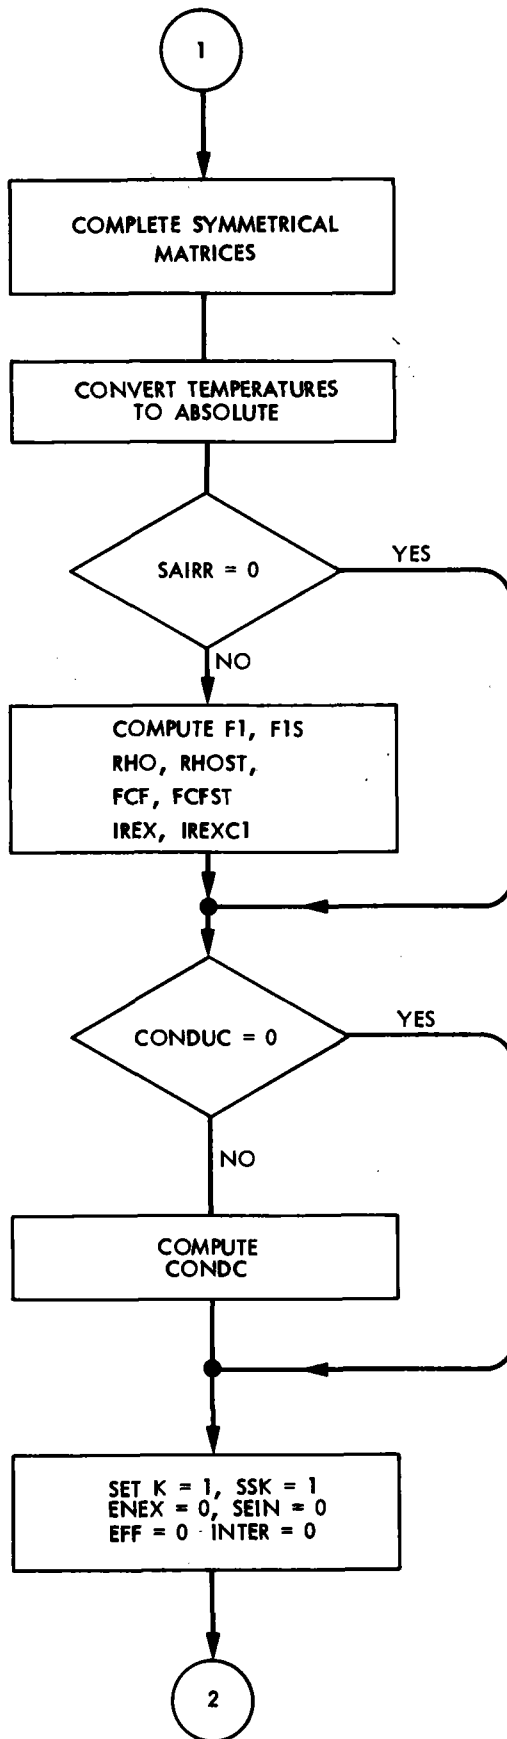 1
COMPLETE SYMMETRICAL
MATRICES
CONVERT TEMPERATURES
TO ABSOLUTE
SAIRR = 0
YES
NO
COMPUTE F1, F1S
RHO, RHOST,
FCF, FCFST
IREX, IREXC1
CONDUC = 0
YES
NO
COMPUTE
CONDC
SET K = 1, SSK = 1
ENEX = 0, SEIN = 0
EFF = 0 INTER = 0
2